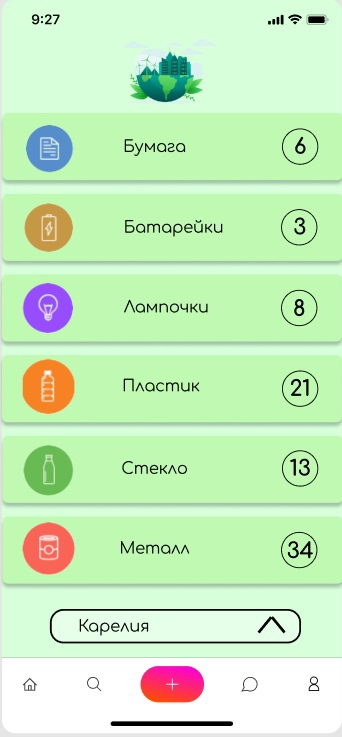 9:27
Бумага 6
Батарейки 3
Лампочки 8
Пластик 21
Стекло 13
Металл 34
Карелия